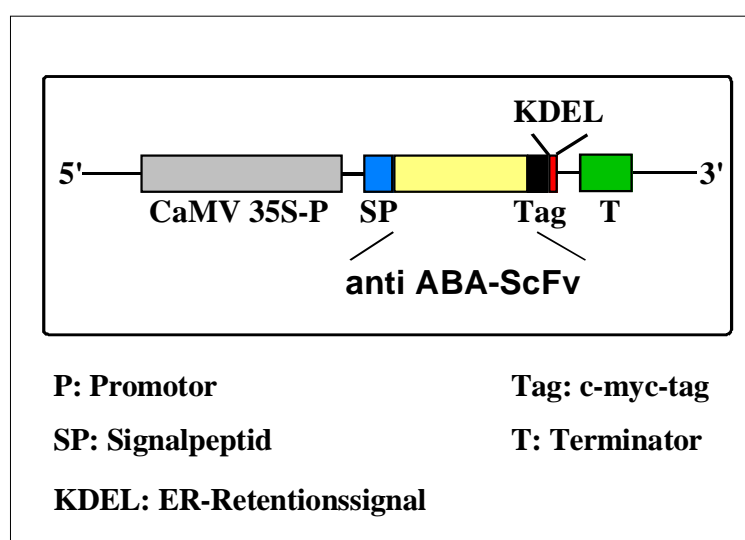 KDEL
5' 3'
CaMV 35S-P SP Tag T
anti ABA-ScFv
P: Promotor Tag: c-myc-tag
SP: Signalpeptid T: Terminator
KDEL: ER-Retentionssignal